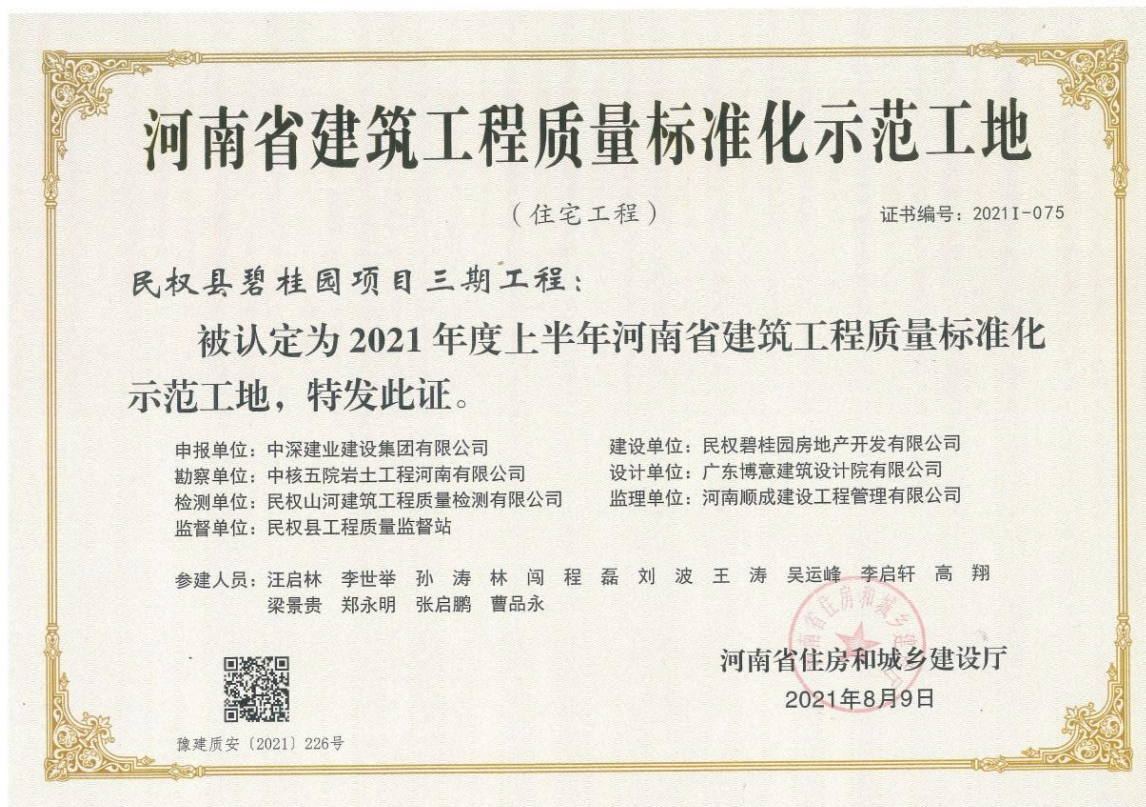 河南省建筑工程质量标准化示范工地
（住宅工程）
证书编号：2021I-075
民权县碧桂园项目三期工程：
被认定为 2021 年度上半年河南省建筑工程质量标准化
示范工地，特发此证。
申报单位：中深建业建设集团有限公司 建设单位：民权碧桂园房地产开发有限公司
勘察单位：中核五院岩土工程河南有限公司 设计单位：广东博意建筑设计院有限公司
检测单位：民权山河建筑工程质量检测有限公司 监理单位：河南顺成建设工程管理有限公司
监督单位：民权县工程质量监督站
参建人员：汪启林 李世举 孙 涛 林 闯 程 磊 刘 波 王 涛 吴运峰 李启轩 高 翔
梁景贵 郑永明 张启鹏 曹品永
河南省住房和城乡建设厅
2021年8月9日
豫建质安〔2021〕226号